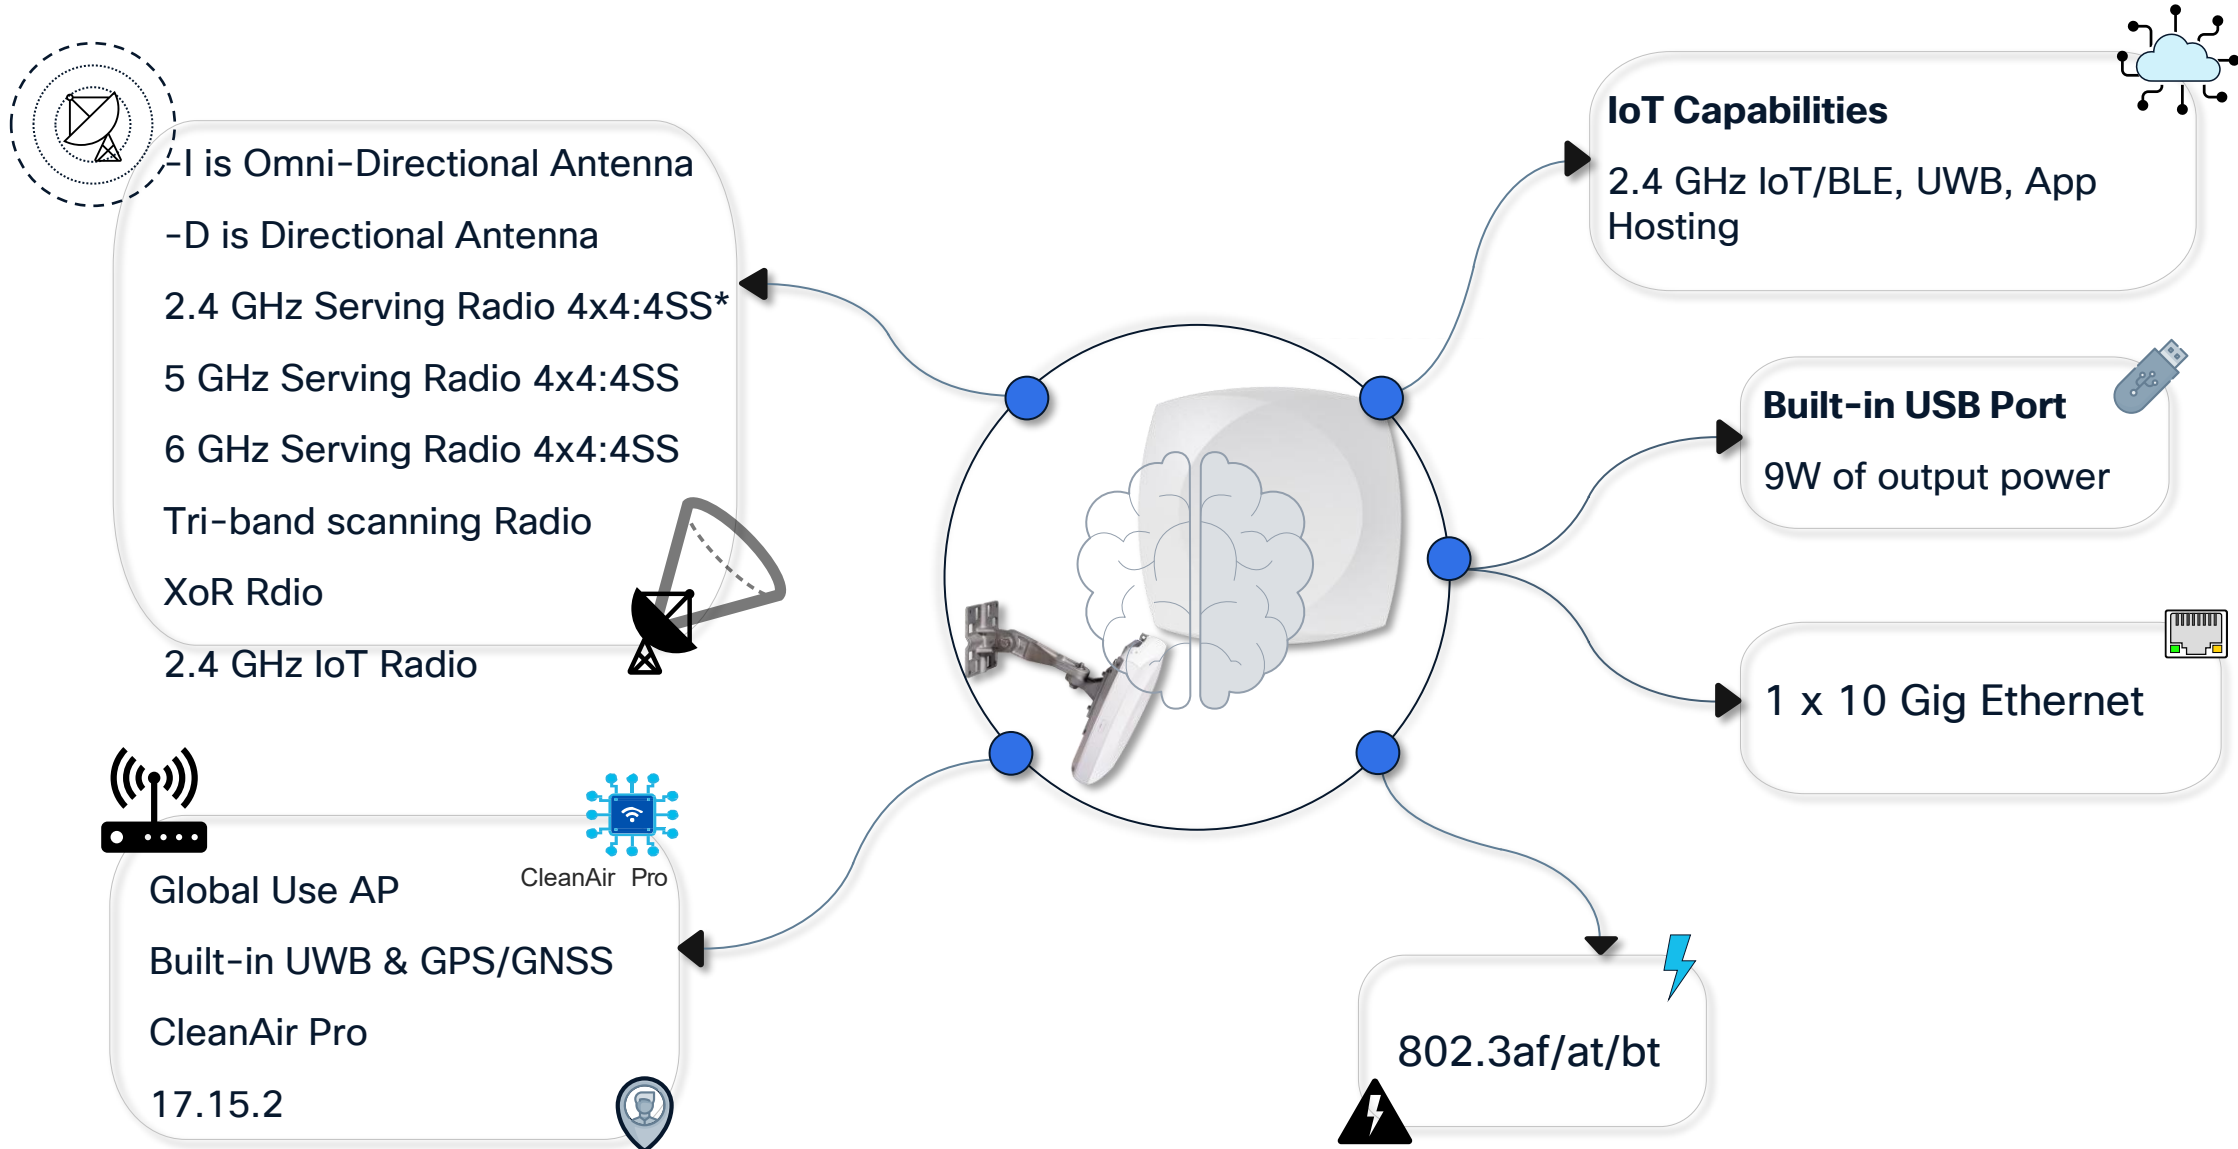 -I is Omni-Directional Antenna
-D is Directional Antenna
2.4 GHz Serving Radio 4x4:4SS*
5 GHz Serving Radio 4x4:4SS
6 GHz Serving Radio 4x4:4SS
Tri-band scanning Radio
XoR Rdio
2.4 GHz IoT Radio
CleanAir Pro
Global Use AP
Built-in UWB & GPS/GNSS
CleanAir Pro
17.15.2
IoT Capabilities
2.4 GHz IoT/BLE, UWB, App
Hosting
Built-in USB Port
9W of output power
1 x 10 Gig Ethernet
802.3af/at/bt